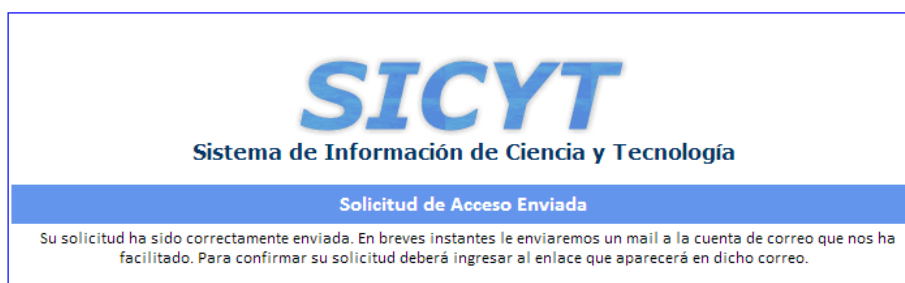 SICYT
Sistema de Información de Ciencia y Tecnología
Solicitud de Acceso Enviada
Su solicitud ha sido correctamente enviada. En breves instantes le enviaremos un mail a la cuenta de correo que nos ha
facilitado. Para confirmar su solicitud deberá ingresar al enlace que aparecerá en dicho correo.